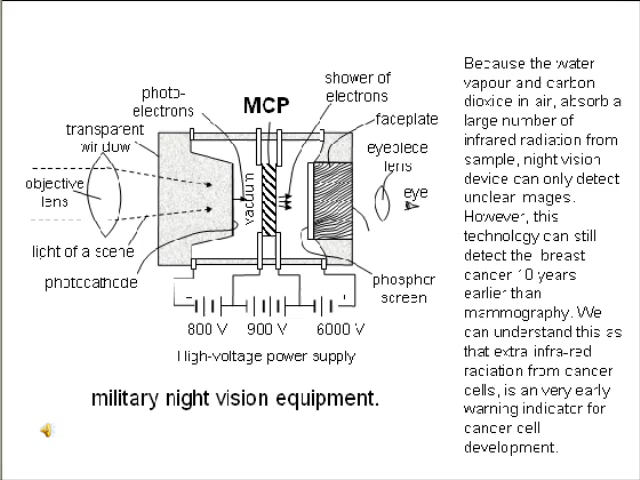 photo-
electrons
MCP
shower of
electrons
transparent
window
faceplate
eyepiece
lens
objective
lens
vacuum
eye
light of a scene
photocathode
phosphor
screen
800 V 900 V 6000 V
High-voltage power supply
military night vision equipment.
Because the water
vapour and carbon
dioxice in air, absorb a
large number of
infrared radiation from
sample, night vision
device can only detect
unclear images.
However, this
technology can still
detect the breast
cancer 10 years
earlier than
mammography. We
can understand this as
that extra infra-red
radiation from cancer
cells, is an very early
warning indicator for
cancer cell
development.